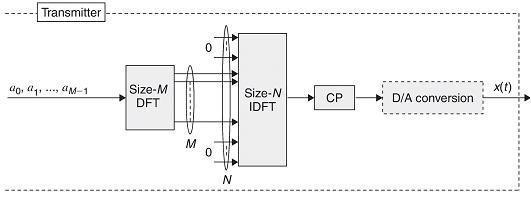 Transmitter
0
a0, a1, ..., aM−1
Size-M
DFT
M
0
N
Size-N
IDFT
CP
D/A conversion
x(t)